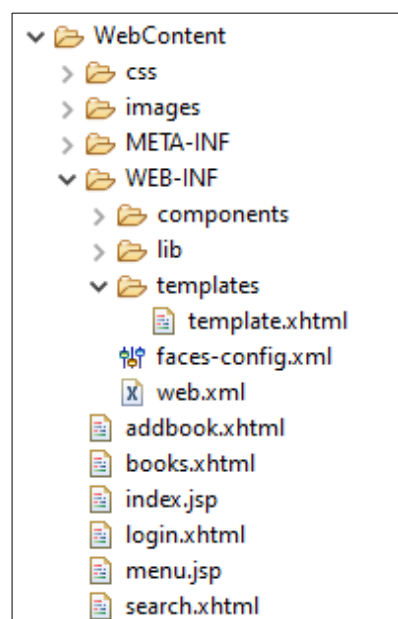 WebContent
css
images
META-INF
WEB-INF
components
lib
templates
template.xhtml
faces-config.xml
web.xml
addbook.xhtml
books.xhtml
index.jsp
login.xhtml
menu.jsp
search.xhtml